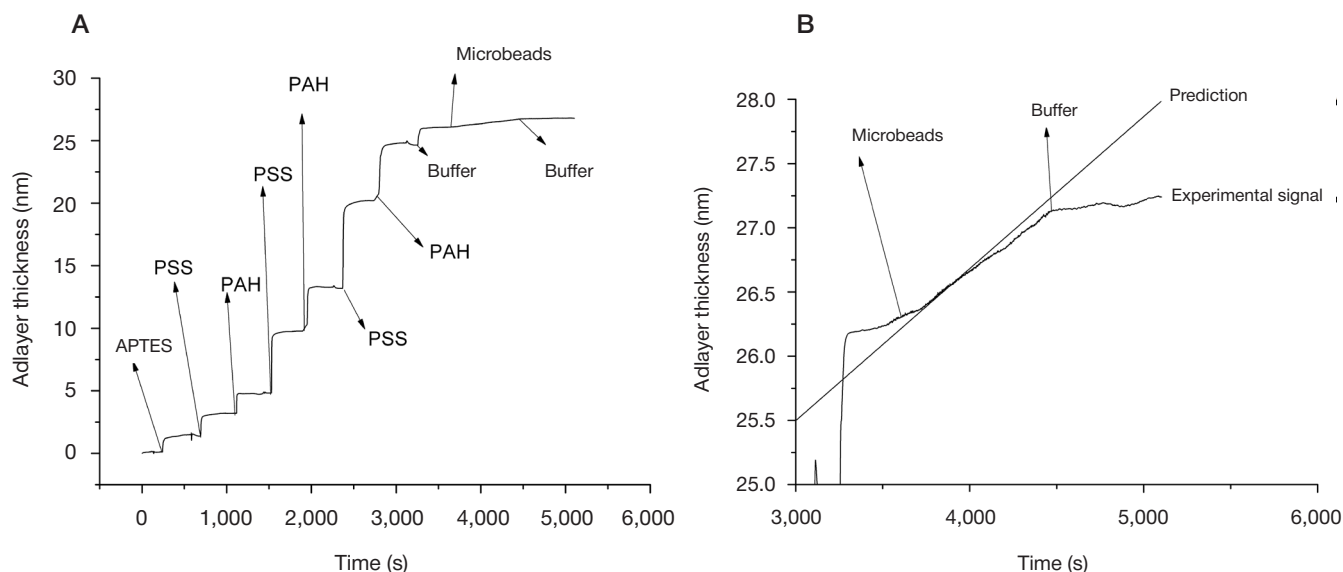 A
Adlayer thickness (nm)
30
25
20
15
10
5
0
APTES
PSS
PAH
PSS
PAH
PSS
PAH
Buffer
Microbeads
Buffer
0 1,000 2,000 3,000 4,000 5,000 6,000
Time (s)
B
Adlayer thickness (nm)
28.0
27.5
27.0
26.5
26.0
25.5
25.0
Microbeads
Buffer
Prediction
Experimental signal
3,000 4,000 5,000 6,000
Time (s)